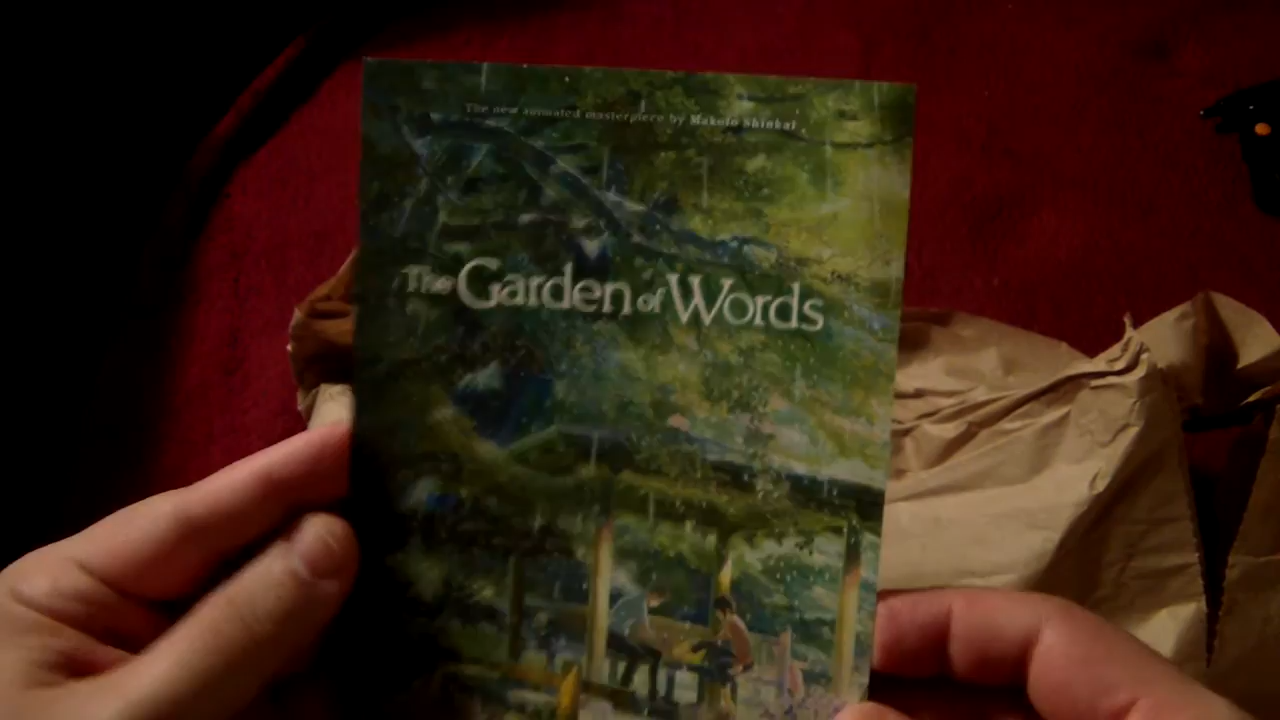 The new animated masterpiece by Makoto Shinkai
The Garden of Words